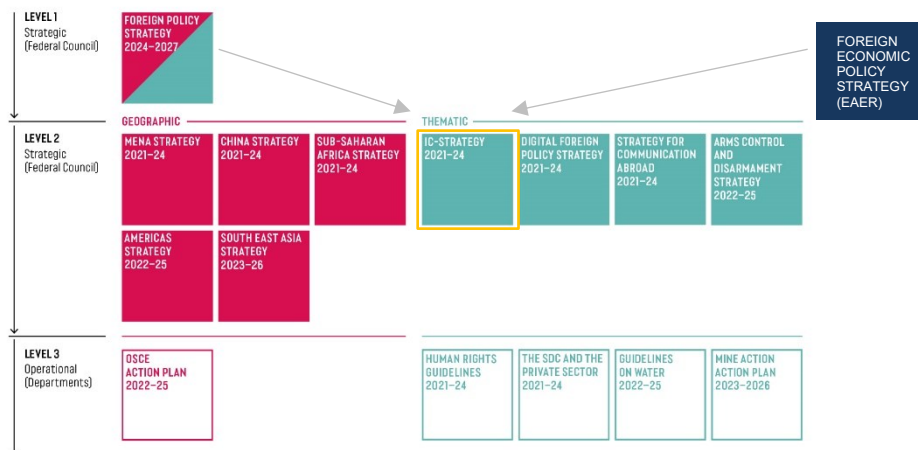 LEVEL 1
Strategic
(Federal Council)
FOREIGN POLICY
STRATEGY
2024–2027
FOREIGN
ECONOMIC
POLICY
STRATEGY
(EAER)
GEOGRAPHIC
THEMATIC
LEVEL 2
Strategic
(Federal Council)
MENA STRATEGY
2021–24
CHINA STRATEGY
2021–24
SUB-SAHARAN
AFRICA STRATEGY
2021–24
IC-STRATEGY
2021–24
DIGITAL FOREIGN
POLICY STRATEGY
2021–24
STRATEGY FOR
COMMUNICATION
ABROAD
2021–24
ARMS CONTROL
AND
DISARMAMENT
STRATEGY
2022–25
AMERICAS
STRATEGY
2022–25
SOUTH EAST ASIA
STRATEGY
2023–26
LEVEL 3
Operational
(Departments)
OSCE
ACTION PLAN
2022–25
HUMAN RIGHTS
GUIDELINES
2021–24
THE SDC AND THE
PRIVATE SECTOR
2021–24
GUIDELINES
ON WATER
2022–25
MINE ACTION
ACTION PLAN
2023–2026